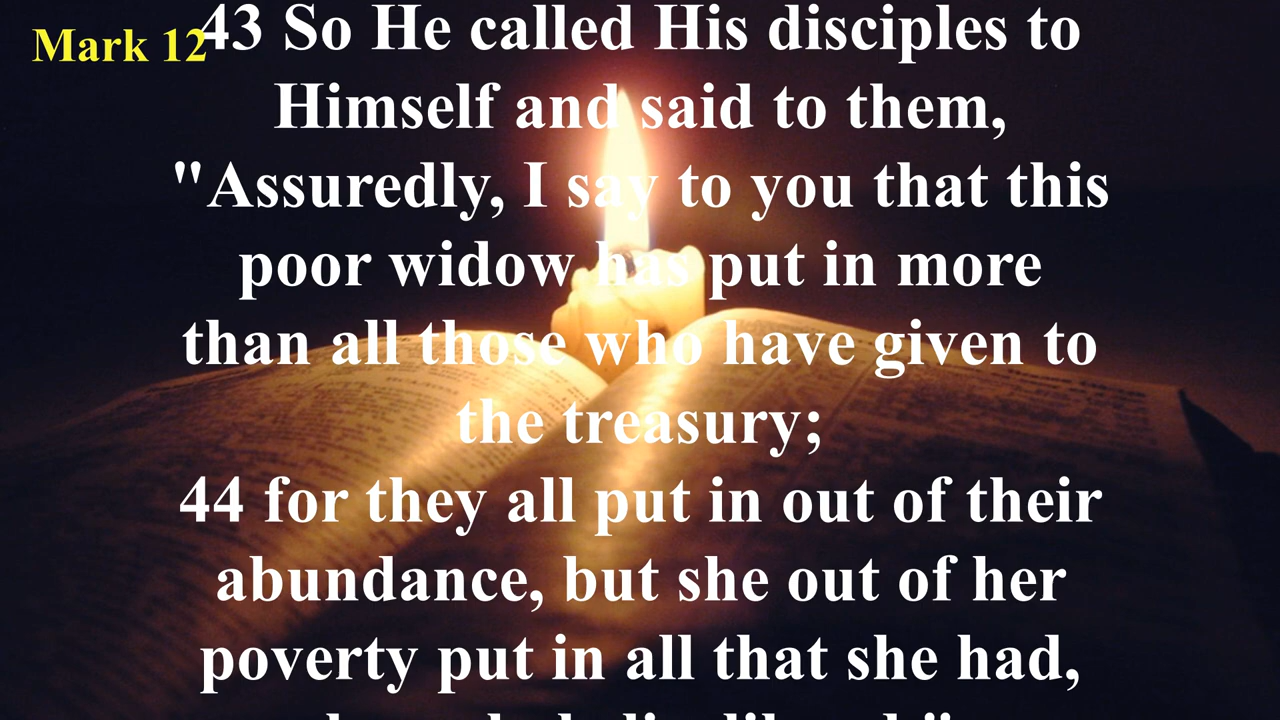 Mark 12
43 So He called His disciples to
Himself and said to them,
"Assuredly, I say to you that this
poor widow has put in more
than all those who have given to
the treasury;
44 for they all put in out of their
abundance, but she out of her
poverty put in all that she had,